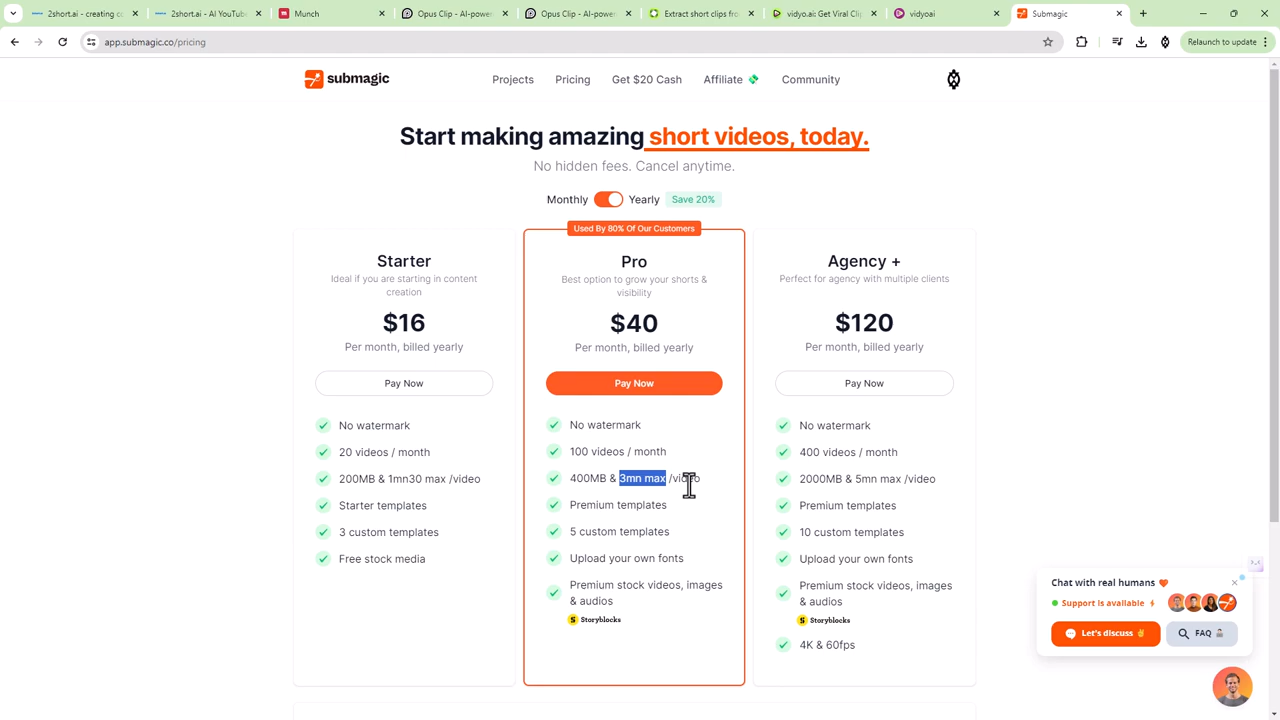 2short.ai - creating co
2short.ai - AI YouTube
Munch
Opus Clip - AI-power
Opus Clip - AI-power
Extract short clips fro
vidyo.ai: Get Viral Clip
vidyoai
Submagic
app.submagic.co/pricing
Relaunch to update
submagic
Projects
Pricing
Get $20 Cash
Affiliate
Community
Start making amazing short videos, today.
No hidden fees. Cancel anytime.
Monthly
Yearly
Save 20%
Used By 80% Of Our Customers
Starter
Ideal if you are starting in content
creation
$16
Per month, billed yearly
Pay Now
No watermark
20 videos / month
200MB & 1mn30 max /video
Starter templates
3 custom templates
Free stock media
Pro
Best option to grow your shorts &
visibility
$40
Per month, billed yearly
Pay Now
No watermark
100 videos / month
400MB & 3mn max /video
Premium templates
5 custom templates
Upload your own fonts
Premium stock videos, images
& audios
Storyblocks
Agency +
Perfect for agency with multiple clients
$120
Per month, billed yearly
Pay Now
No watermark
400 videos / month
2000MB & 5mn max /video
Premium templates
10 custom templates
Upload your own fonts
Premium stock videos, images
& audios
Storyblocks
4K & 60fps
Chat with real humans
Support is available
Let's discuss
FAQ